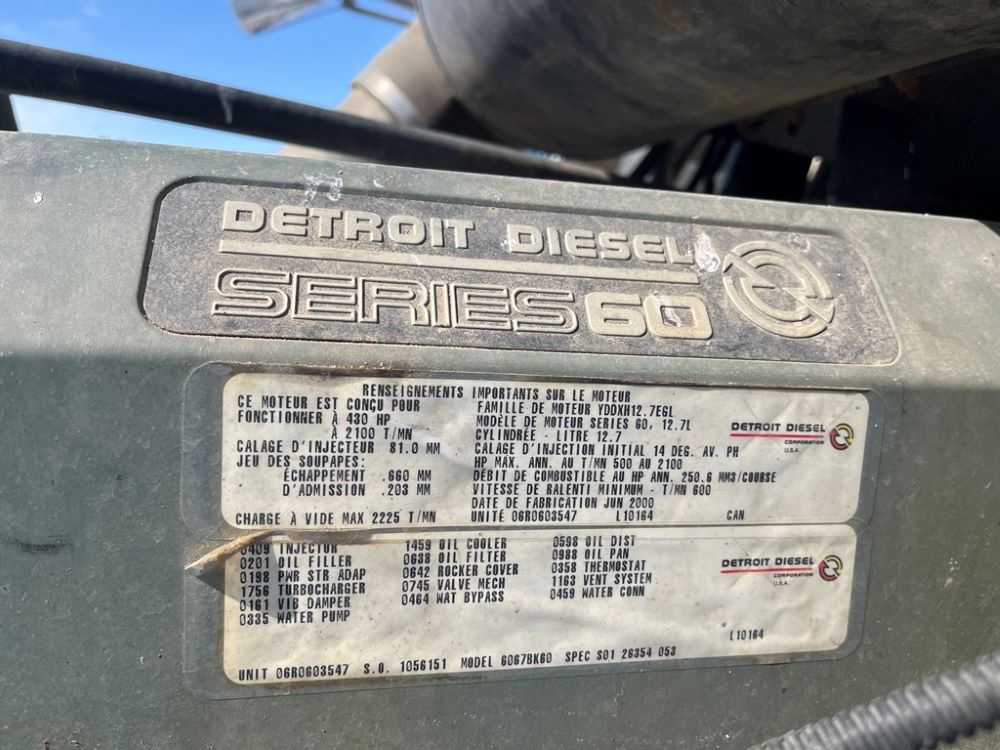 DETROIT DIESEL
SERIES 60
RENSEIGNEMENTS IMPORTANTS SUR LE MOTEUR
CE MOTEUR EST CONÇU POUR
FONCTIONNER À 430 HP
À 2100 T/MN
CALAGE D'INJECTEUR 81.0 MM
JEU DES SOUPAPES:
ÉCHAPPEMENT .660 MM
D'ADMISSION .203 MM
CHARGE À VIDE MAX 2225 T/MN
FAMILLE DE MOTEUR YDDXH12.7EGL
MODÈLE DE MOTEUR SERIES 60, 12.7L
CYLINDRÉE - LITRE 12.7
CALAGE D'INJECTION INITIAL 14 DEG. AV. PH
HP MAX. ANN. AU T/MN 500 AU 2100
DÉBIT DE COMBUSTIBLE AU HP ANN. 250.6 MM3/COURSE
VITESSE DE RALENTI MINIMUM - T/MN 600
DATE DE FABRICATION JUN 2000
UNITÉ 06R0603547 L10164 CAN
DETROIT DIESEL
CORPORATION
U.S.A.
0409 INJECTOR
0201 OIL FILLER
0198 PWR STR ADAP
1756 TURBOCHARGER
0161 VIB DAMPER
0335 WATER PUMP
1459 OIL COOLER
0638 OIL FILTER
0642 ROCKER COVER
0745 VALVE MECH
0464 WAT BYPASS
0598 OIL DIST
0988 OIL PAN
0358 THERMOSTAT
1163 VENT SYSTEM
0459 WATER CONN
DETROIT DIESEL
CORPORATION
U.S.A.
L10164
UNIT 06R0603547 S.O. 1056151 MODEL 6067BK60 SPEC S01 26354 053